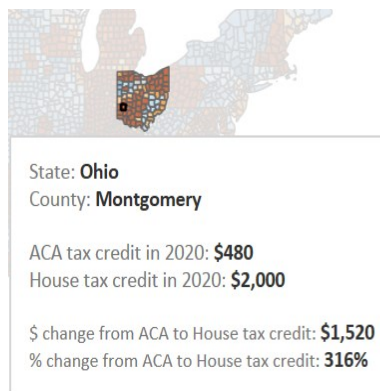 State: Ohio
County: Montgomery
ACA tax credit in 2020: $480
House tax credit in 2020: $2,000
$ change from ACA to House tax credit: $1,520
% change from ACA to House tax credit: 316%